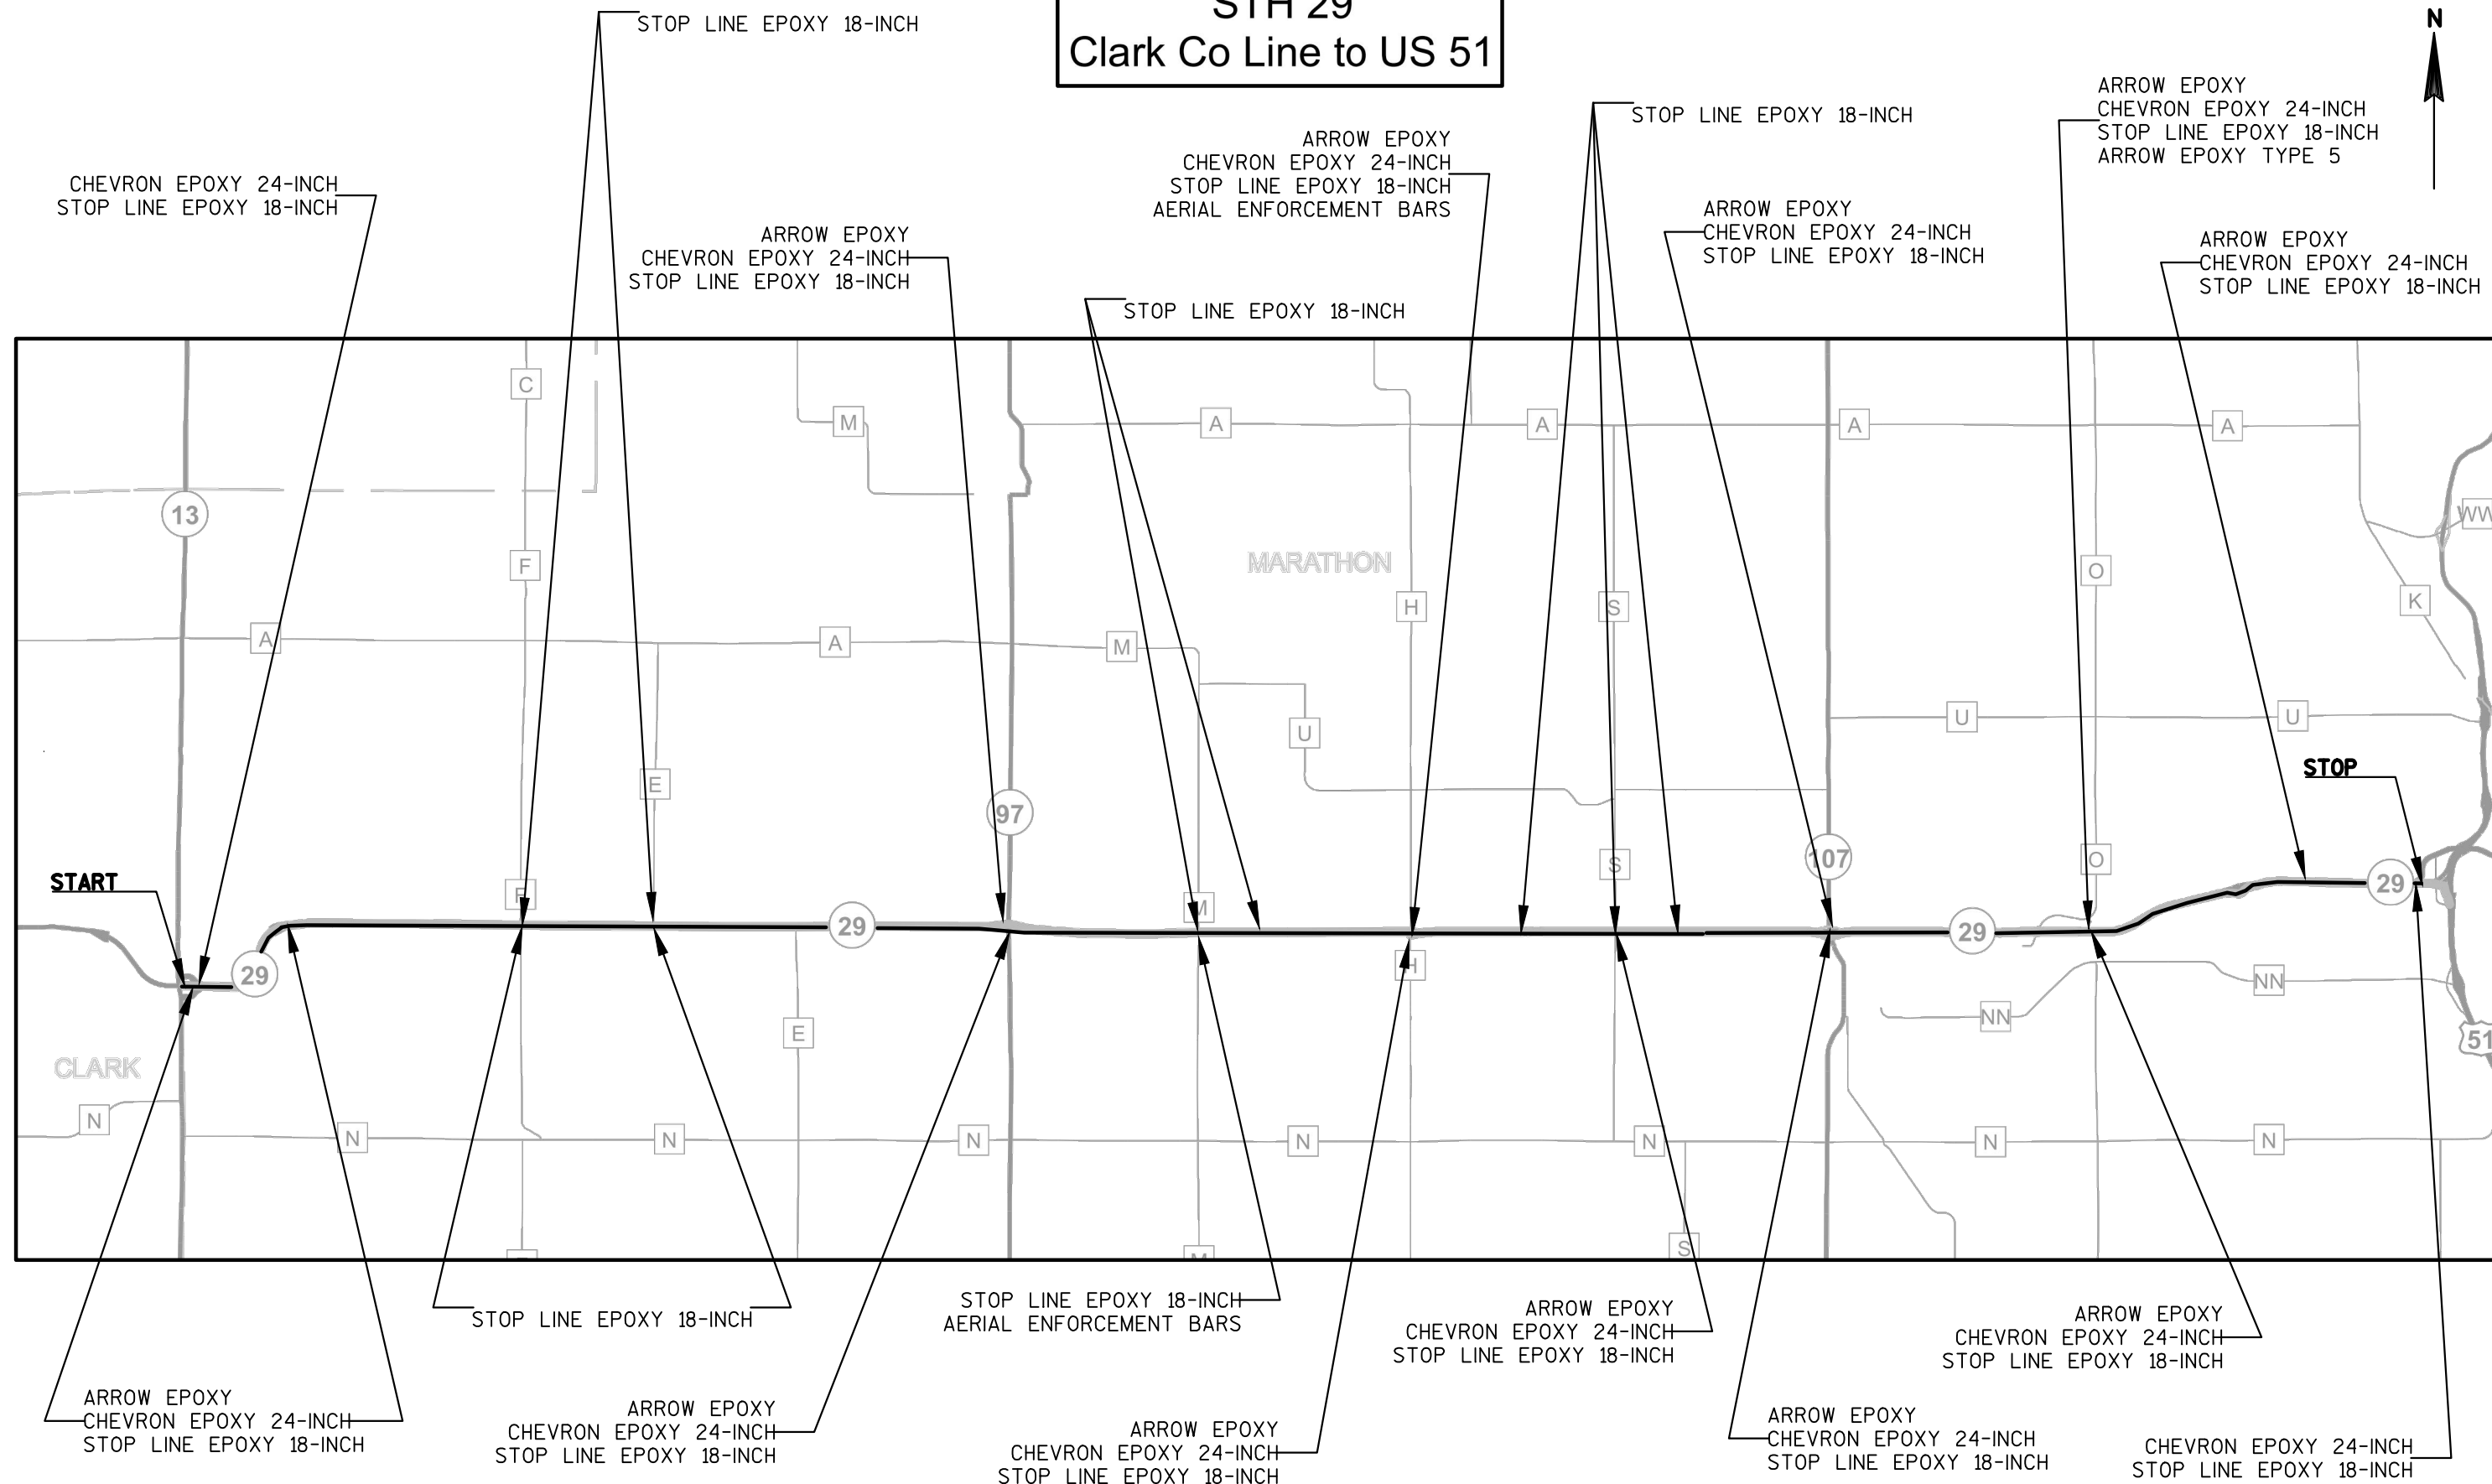 STH 29
Clark Co Line to US 51
N
STOP LINE EPOXY 18-INCH
CHEVRON EPOXY 24-INCH
STOP LINE EPOXY 18-INCH
ARROW EPOXY
CHEVRON EPOXY 24-INCH
STOP LINE EPOXY 18-INCH
STOP LINE EPOXY 18-INCH
ARROW EPOXY
CHEVRON EPOXY 24-INCH
STOP LINE EPOXY 18-INCH
AERIAL ENFORCEMENT BARS
STOP LINE EPOXY 18-INCH
ARROW EPOXY
CHEVRON EPOXY 24-INCH
STOP LINE EPOXY 18-INCH
ARROW EPOXY
CHEVRON EPOXY 24-INCH
STOP LINE EPOXY 18-INCH
ARROW EPOXY TYPE 5
ARROW EPOXY
CHEVRON EPOXY 24-INCH
STOP LINE EPOXY 18-INCH
C
M
A
A
A
A
13
WW
F
MARATHON
O
K
H
S
A
A
M
U
U
U
E
STOP
97
107
S
O
START
29
F
M
29
29
29
H
NN
NN
CLARK
E
51
N
N
N
N
N
N
N
N
S
M
STOP LINE EPOXY 18-INCH
STOP LINE EPOXY 18-INCH
AERIAL ENFORCEMENT BARS
ARROW EPOXY
CHEVRON EPOXY 24-INCH
STOP LINE EPOXY 18-INCH
ARROW EPOXY
CHEVRON EPOXY 24-INCH
STOP LINE EPOXY 18-INCH
ARROW EPOXY
CHEVRON EPOXY 24-INCH
STOP LINE EPOXY 18-INCH
ARROW EPOXY
CHEVRON EPOXY 24-INCH
STOP LINE EPOXY 18-INCH
ARROW EPOXY
CHEVRON EPOXY 24-INCH
STOP LINE EPOXY 18-INCH
ARROW EPOXY
CHEVRON EPOXY 24-INCH
STOP LINE EPOXY 18-INCH
CHEVRON EPOXY 24-INCH
STOP LINE EPOXY 18-INCH